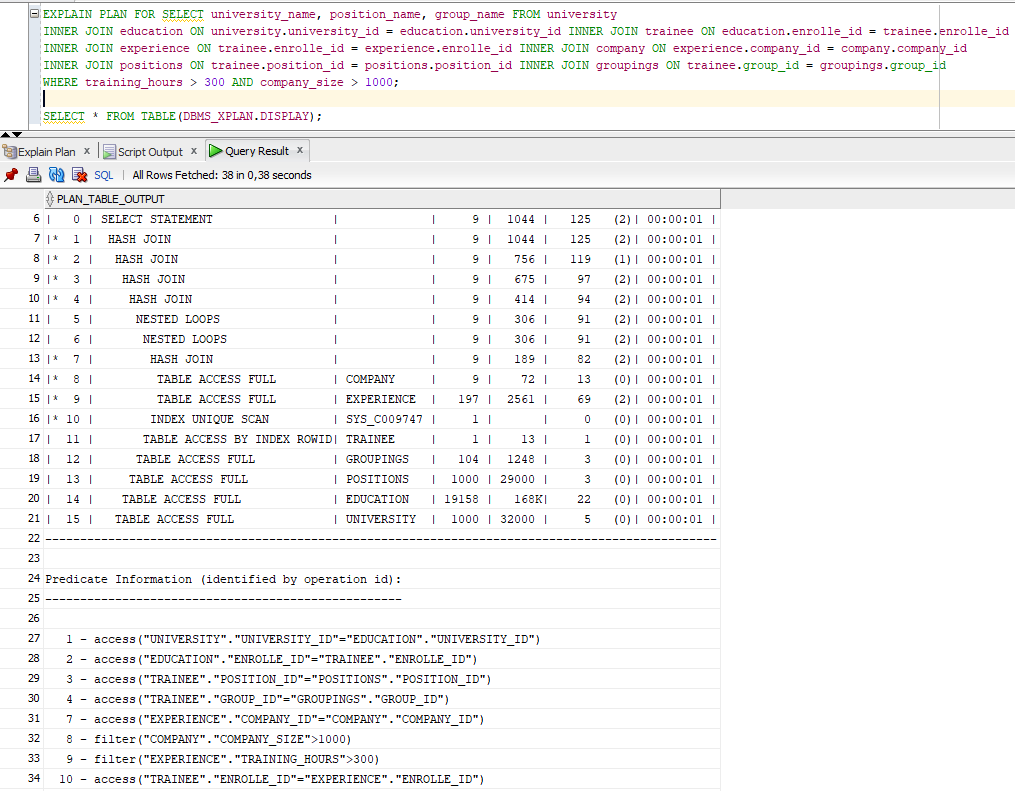 EXPLAIN PLAN FOR SELECT university_name, position_name, group_name FROM university
INNER JOIN education ON university.university_id = education.university_id INNER JOIN trainee ON education.enrolle_id = trainee.enrolle_id
INNER JOIN experience ON trainee.enrolle_id = experience.enrolle_id INNER JOIN company ON experience.company_id = company.company_id
INNER JOIN positions ON trainee.position_id = positions.position_id INNER JOIN groupings ON trainee.group_id = groupings.group_id
WHERE training_hours > 300 AND company_size > 1000;
SELECT * FROM TABLE(DBMS_XPLAN.DISPLAY);
Explain Plan x Script Output x Query Result x
SQL | All Rows Fetched: 38 in 0,38 seconds
PLAN_TABLE_OUTPUT
6 | 0 | SELECT STATEMENT | | 9 | 1044 | 125 (2)| 00:00:01 |
7 |* 1 | HASH JOIN | | 9 | 1044 | 125 (2)| 00:00:01 |
8 |* 2 | HASH JOIN | | 9 | 756 | 119 (1)| 00:00:01 |
9 |* 3 | HASH JOIN | | 9 | 675 | 97 (2)| 00:00:01 |
10 |* 4 | HASH JOIN | | 9 | 414 | 94 (2)| 00:00:01 |
11 | 5 | NESTED LOOPS | | 9 | 306 | 91 (2)| 00:00:01 |
12 | 6 | NESTED LOOPS | | 9 | 306 | 91 (2)| 00:00:01 |
13 |* 7 | HASH JOIN | | 9 | 189 | 82 (2)| 00:00:01 |
14 |* 8 | TABLE ACCESS FULL | COMPANY | 9 | 72 | 13 (0)| 00:00:01 |
15 |* 9 | TABLE ACCESS FULL | EXPERIENCE | 197 | 2561 | 69 (2)| 00:00:01 |
16 |* 10 | INDEX UNIQUE SCAN | SYS_C009747 | 1 | | 0 (0)| 00:00:01 |
17 | 11 | TABLE ACCESS BY INDEX ROWID| TRAINEE | 1 | 13 | 1 (0)| 00:00:01 |
18 | 12 | TABLE ACCESS FULL | GROUPINGS | 104 | 1248 | 3 (0)| 00:00:01 |
19 | 13 | TABLE ACCESS FULL | POSITIONS | 1000 | 29000 | 3 (0)| 00:00:01 |
20 | 14 | TABLE ACCESS FULL | EDUCATION | 19158 | 168K| 22 (0)| 00:00:01 |
21 | 15 | TABLE ACCESS FULL | UNIVERSITY | 1000 | 32000 | 5 (0)| 00:00:01 |
22 ------------------------------------------------------------------------------------------------
23
24 Predicate Information (identified by operation id):
25 ---------------------------------------------------
26
27 1 - access("UNIVERSITY"."UNIVERSITY_ID"="EDUCATION"."UNIVERSITY_ID")
28 2 - access("EDUCATION"."ENROLLE_ID"="TRAINEE"."ENROLLE_ID")
29 3 - access("TRAINEE"."POSITION_ID"="POSITIONS"."POSITION_ID")
30 4 - access("TRAINEE"."GROUP_ID"="GROUPINGS"."GROUP_ID")
31 7 - access("EXPERIENCE"."COMPANY_ID"="COMPANY"."COMPANY_ID")
32 8 - filter("COMPANY"."COMPANY_SIZE">1000)
33 9 - filter("EXPERIENCE"."TRAINING_HOURS">300)
34 10 - access("TRAINEE"."ENROLLE_ID"="EXPERIENCE"."ENROLLE_ID")